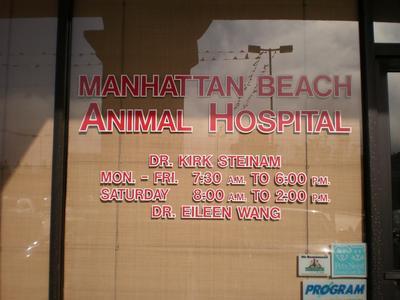 MANHATTAN BEACH
ANIMAL HOSPITAL
DR. KIRK STEINAM
MON. - FRI. 7:30 A.M. TO 6:00 P.M.
SATURDAY 8:00 A.M. TO 2:00 P.M.
DR. EILEEN WANG
PROGRAM